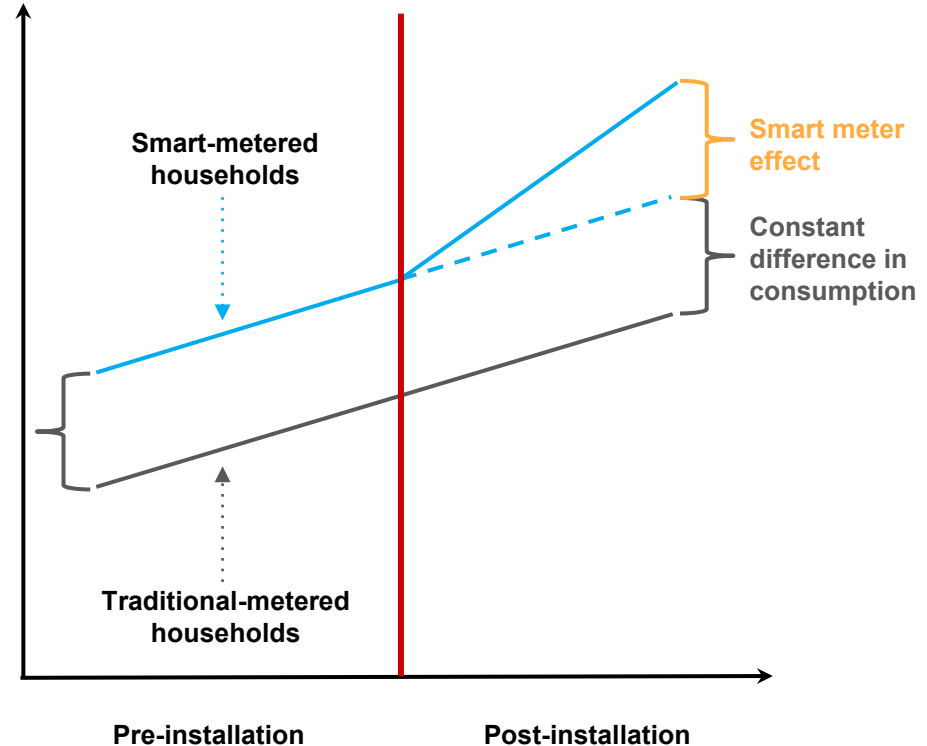 Smart-metered
households
Smart meter
effect
Constant
difference in
consumption
Traditional-metered
households
Pre-installation
Post-installation